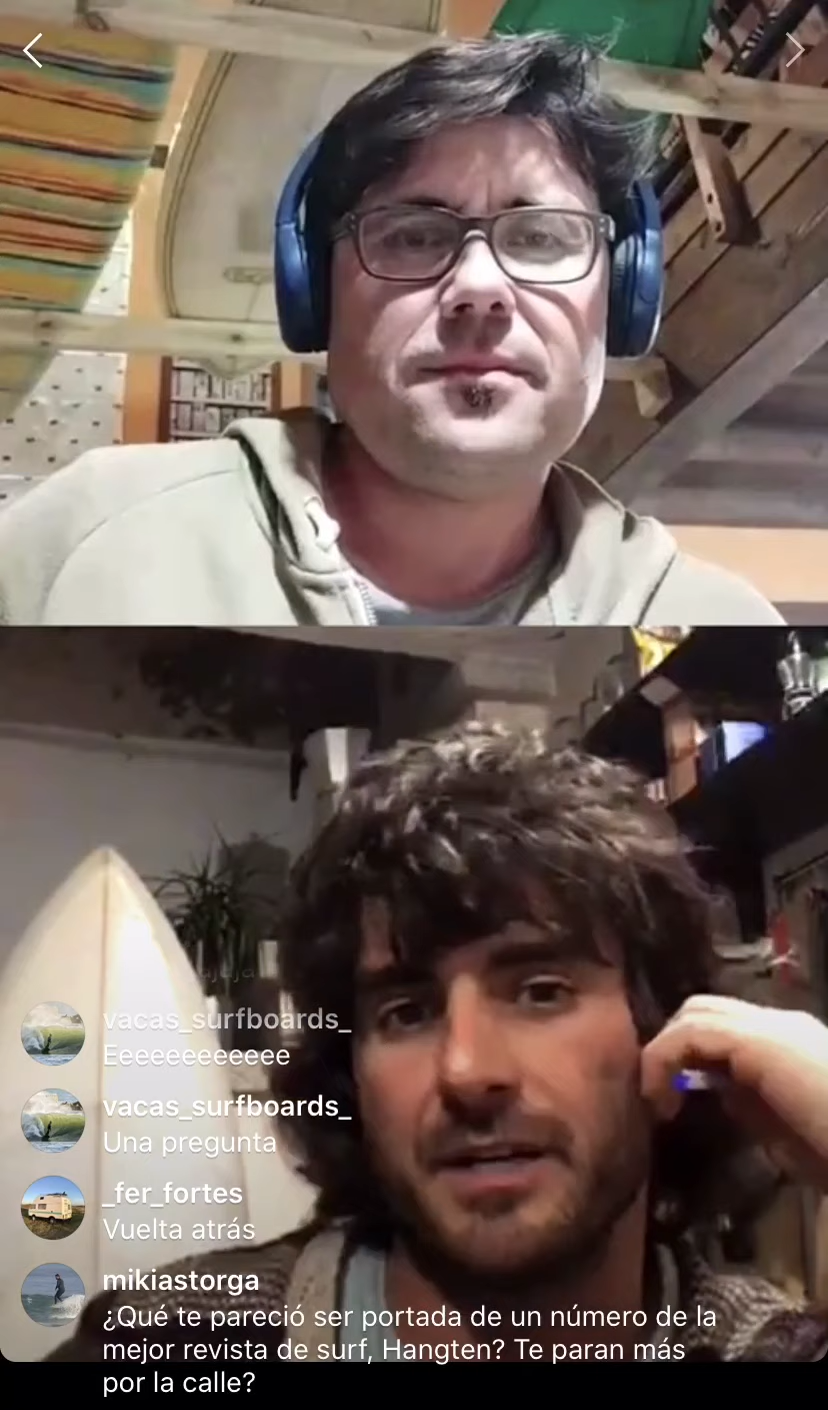 vacas_surfboards_
Eeeeeeeeeeee
vacas_surfboards_
Una pregunta
_fer_fortes
Vuelta atrás
mikiastorga
¿Qué te pareció ser portada de un número de la
mejor revista de surf, Hangten? Te paran más
por la calle?